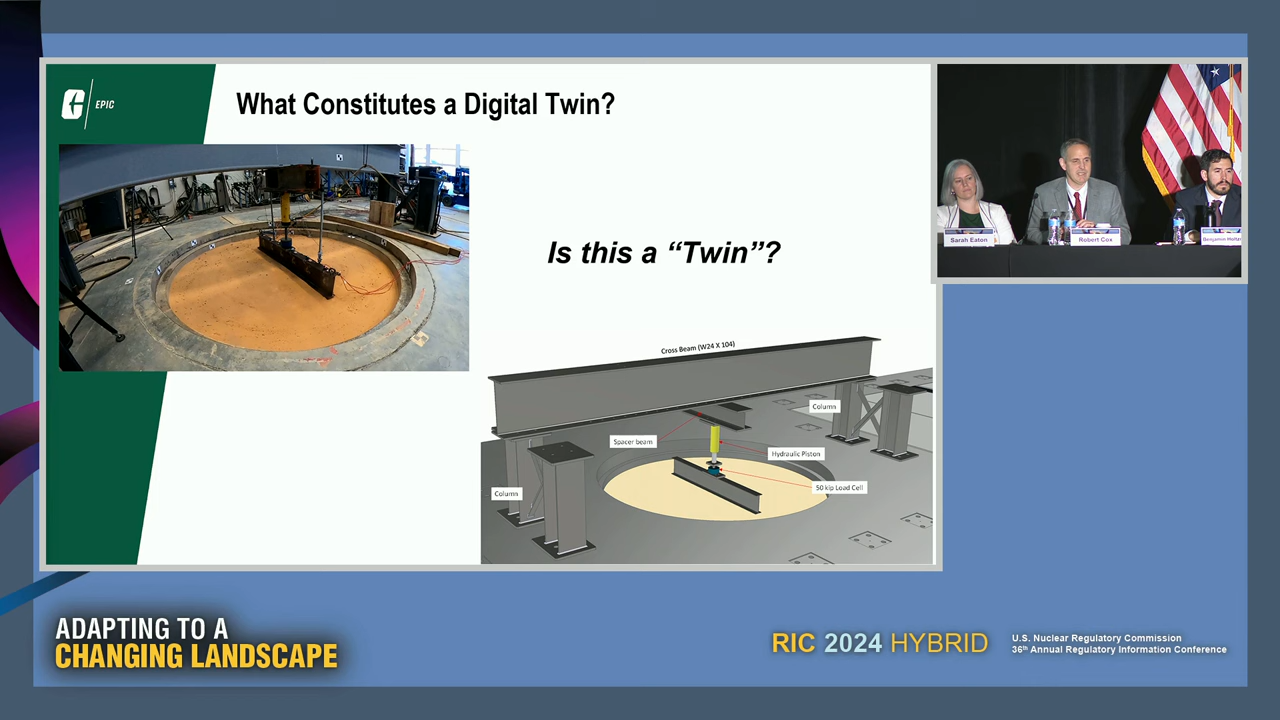 EPIC
What Constitutes a Digital Twin?
Is this a “Twin”?
Cross Beam (W24 X 104)
Column
Spacer beam
Hydraulic Piston
50 kip Load Cell
Column
Sarah Eaton
Robert Cox
Benjamin Holtz
ADAPTING TO A
CHANGING LANDSCAPE
RIC 2024 HYBRID
U.S. Nuclear Regulatory Commission
36th Annual Regulatory Information Conference